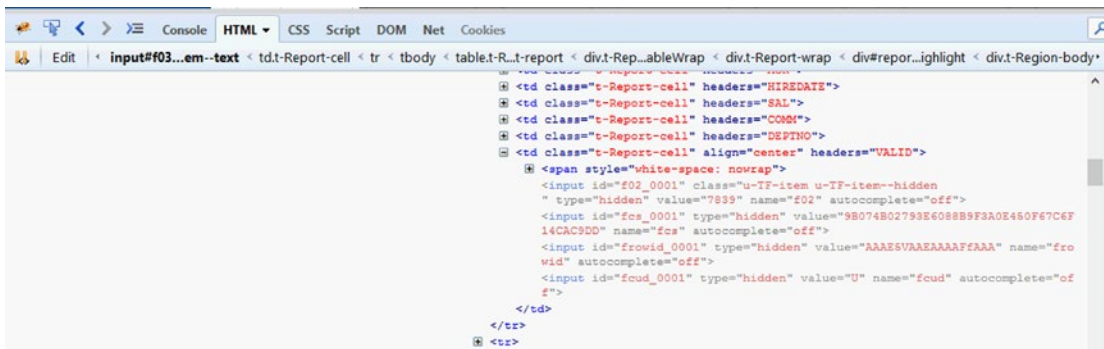 Console HTML CSS Script DOM Net Cookies
Edit input#f03...em--text < td.t-Report-cell < tr < tbody < table.t-R...t-report < div.t-Rep...ableWrap < div.t-Report-wrap < div#repor...ighlight < div.t-Region-body
<td class="t-Report-cell" headers="HIREDATE">
<td class="t-Report-cell" headers="SAL">
<td class="t-Report-cell" headers="COMM">
<td class="t-Report-cell" headers="DEPTNO">
<td class="t-Report-cell" align="center" headers="VALID">
<span style="white-space: nowrap">
<input id="f02_0001" class="u-TF-item u-TF-item--hidden
" type="hidden" value="7839" name="f02" autocomplete="off">
<input id="fcs_0001" type="hidden" value="9B074B02793E6088B9F3A0E450F67C6F
14CAC9DD" name="fcs" autocomplete="off">
<input id="frowid_0001" type="hidden" value="AAAE5VAAEAAAAFfAAA" name="fro
wid" autocomplete="off">
<input id="fcud_0001" type="hidden" value="U" name="fcud" autocomplete="of
f">
</td>
</tr>
<tr>